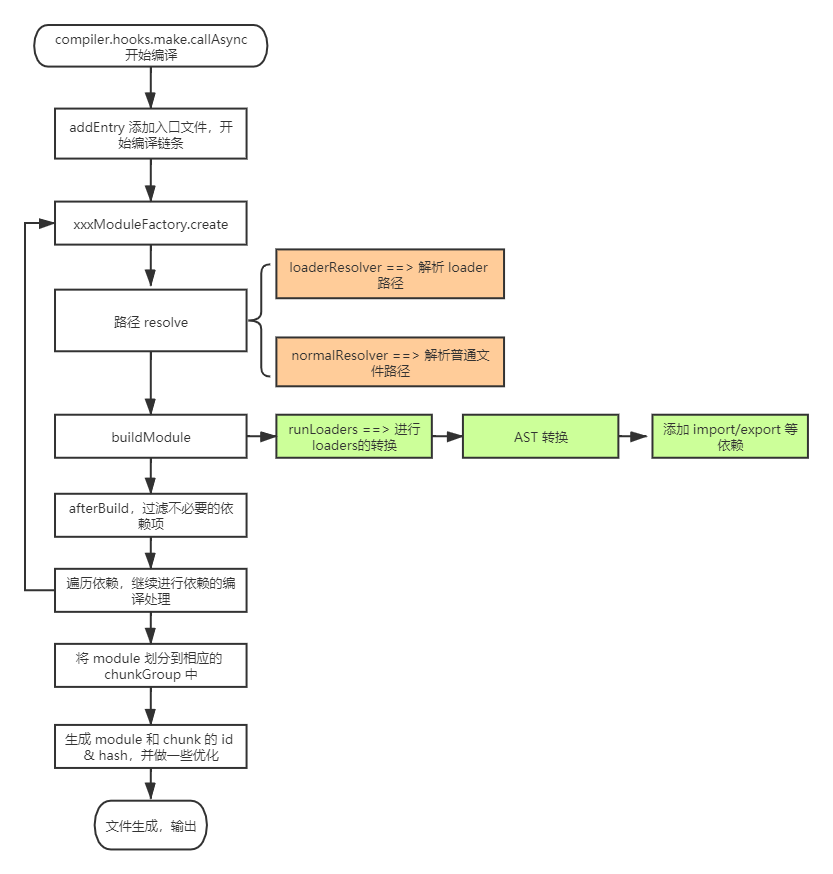 compiler.hooks.make.callAsync
开始编译
addEntry 添加入口文件，开
始编译链条
xxxModuleFactory.create
loaderResolver ==> 解析 loader
路径
路径 resolve
normalResolver ==> 解析普通文
件路径
buildModule
runLoaders ==> 进行
loaders的转换
AST 转换
添加 import/export 等
依赖
afterBuild，过滤不必要的依
赖项
遍历依赖，继续进行依赖的编
译处理
将 module 划分到相应的
chunkGroup 中
生成 module 和 chunk 的 id
& hash，并做一些优化
文件生成，输出